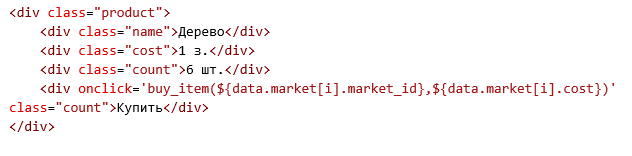 <div class="product">
    <div class="name">Дерево</div>
    <div class="cost">1 з.</div>
    <div class="count">6 шт.</div>
    <div onclick='buy_item(${data.market[i].market_id},${data.market[i].cost})'
class="count">Купить</div>
</div>